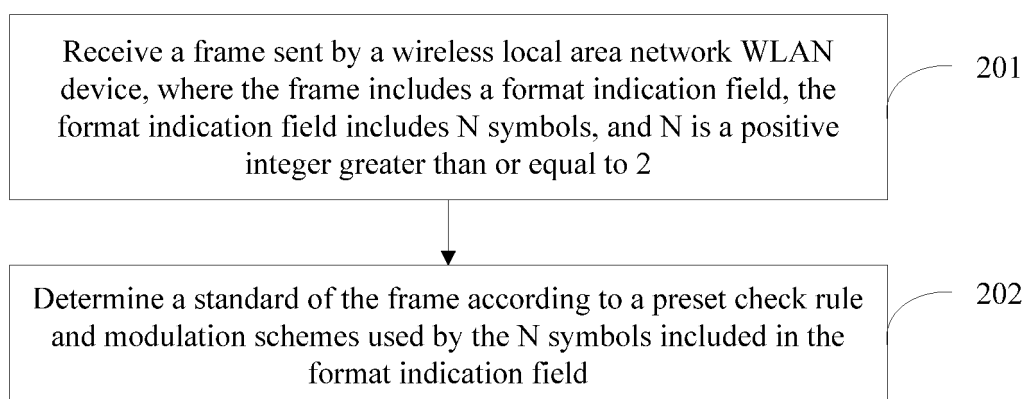 Receive a frame sent by a wireless local area network WLAN
device, where the frame includes a format indication field, the
format indication field includes N symbols, and N is a positive
integer greater than or equal to 2
201
Determine a standard of the frame according to a preset check rule
and modulation schemes used by the N symbols included in the
format indication field
202